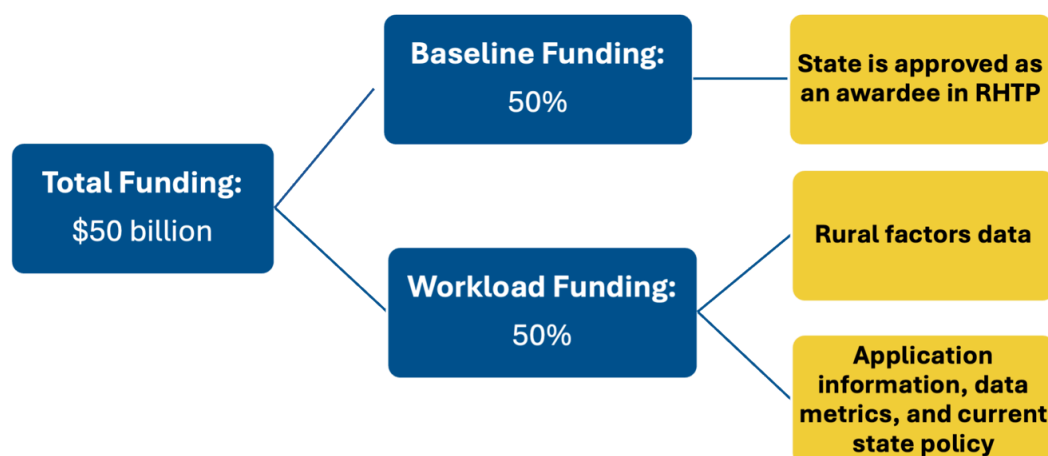 Total Funding:
$50 billion
Baseline Funding:
50%
State is approved as
an awardee in RHTP
Workload Funding:
50%
Rural factors data
Application
information, data
metrics, and current
state policy